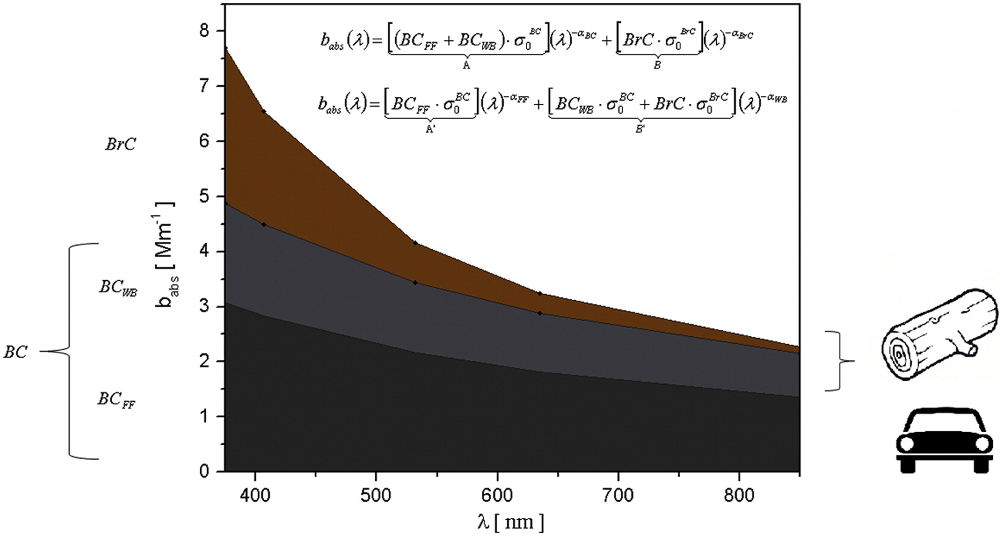 b_abs(λ) = [(BC_FF + BC_WB) · σ_0^BC](λ)^−α_BC + [BrC · σ_0^BrC](λ)^−α_BrC
A B
b_abs(λ) = [BC_FF · σ_0^BC](λ)^−α_FF + [BC_WB · σ_0^BC + BrC · σ_0^BrC](λ)^−α_WB
A' B'
8
7
6
5
4
3
2
1
0
b_abs [ Mm^-1 ]
BrC
BC_WB
BC
BC_FF
400 500 600 700 800
λ [ nm ]